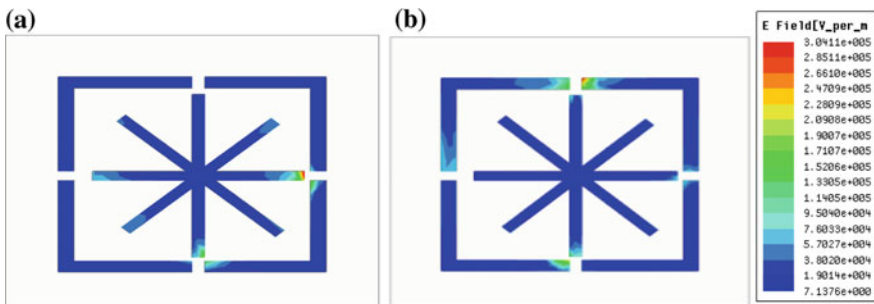 (a)
(b)
E Field[V_per_m
3.0411e+005
2.8511e+005
2.6610e+005
2.4709e+005
2.2809e+005
2.0908e+005
1.9007e+005
1.7107e+005
1.5206e+005
1.3305e+005
1.1405e+005
9.5040e+004
7.6033e+004
5.7027e+004
3.8020e+004
1.9014e+004
7.1376e+000